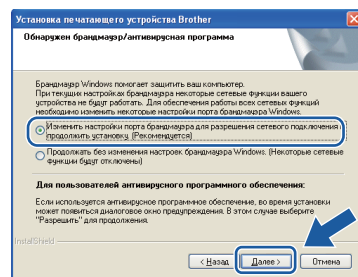 Установка печатающего устройства Brother
Обнаружен брандмауэр/антивирусная программа
Брандмауэр Windows помогает защитить ваш компьютер.
При текущих настройках брандмауэра некоторые сетевые функции вашего
устройства не будут работать. Для обеспечения работы всех сетевых функций
необходимо изменить некоторые настройки порта брандмауэра Windows.
Изменить настройки порта брандмауэра для разрешения сетевого подключения и
продолжить установку. (Рекомендуется)
Продолжать без изменения настроек брандмауэра Windows. (Некоторые сетевые
функции будут отключены)
Для пользователей антивирусного программного обеспечения:
Если используется антивирусное программное обеспечение, во время установки
может появиться диалоговое окно предупреждения. В этом случае выберите
"Разрешить" для продолжения.
InstallShield
< Назад
Далее >
Отмена